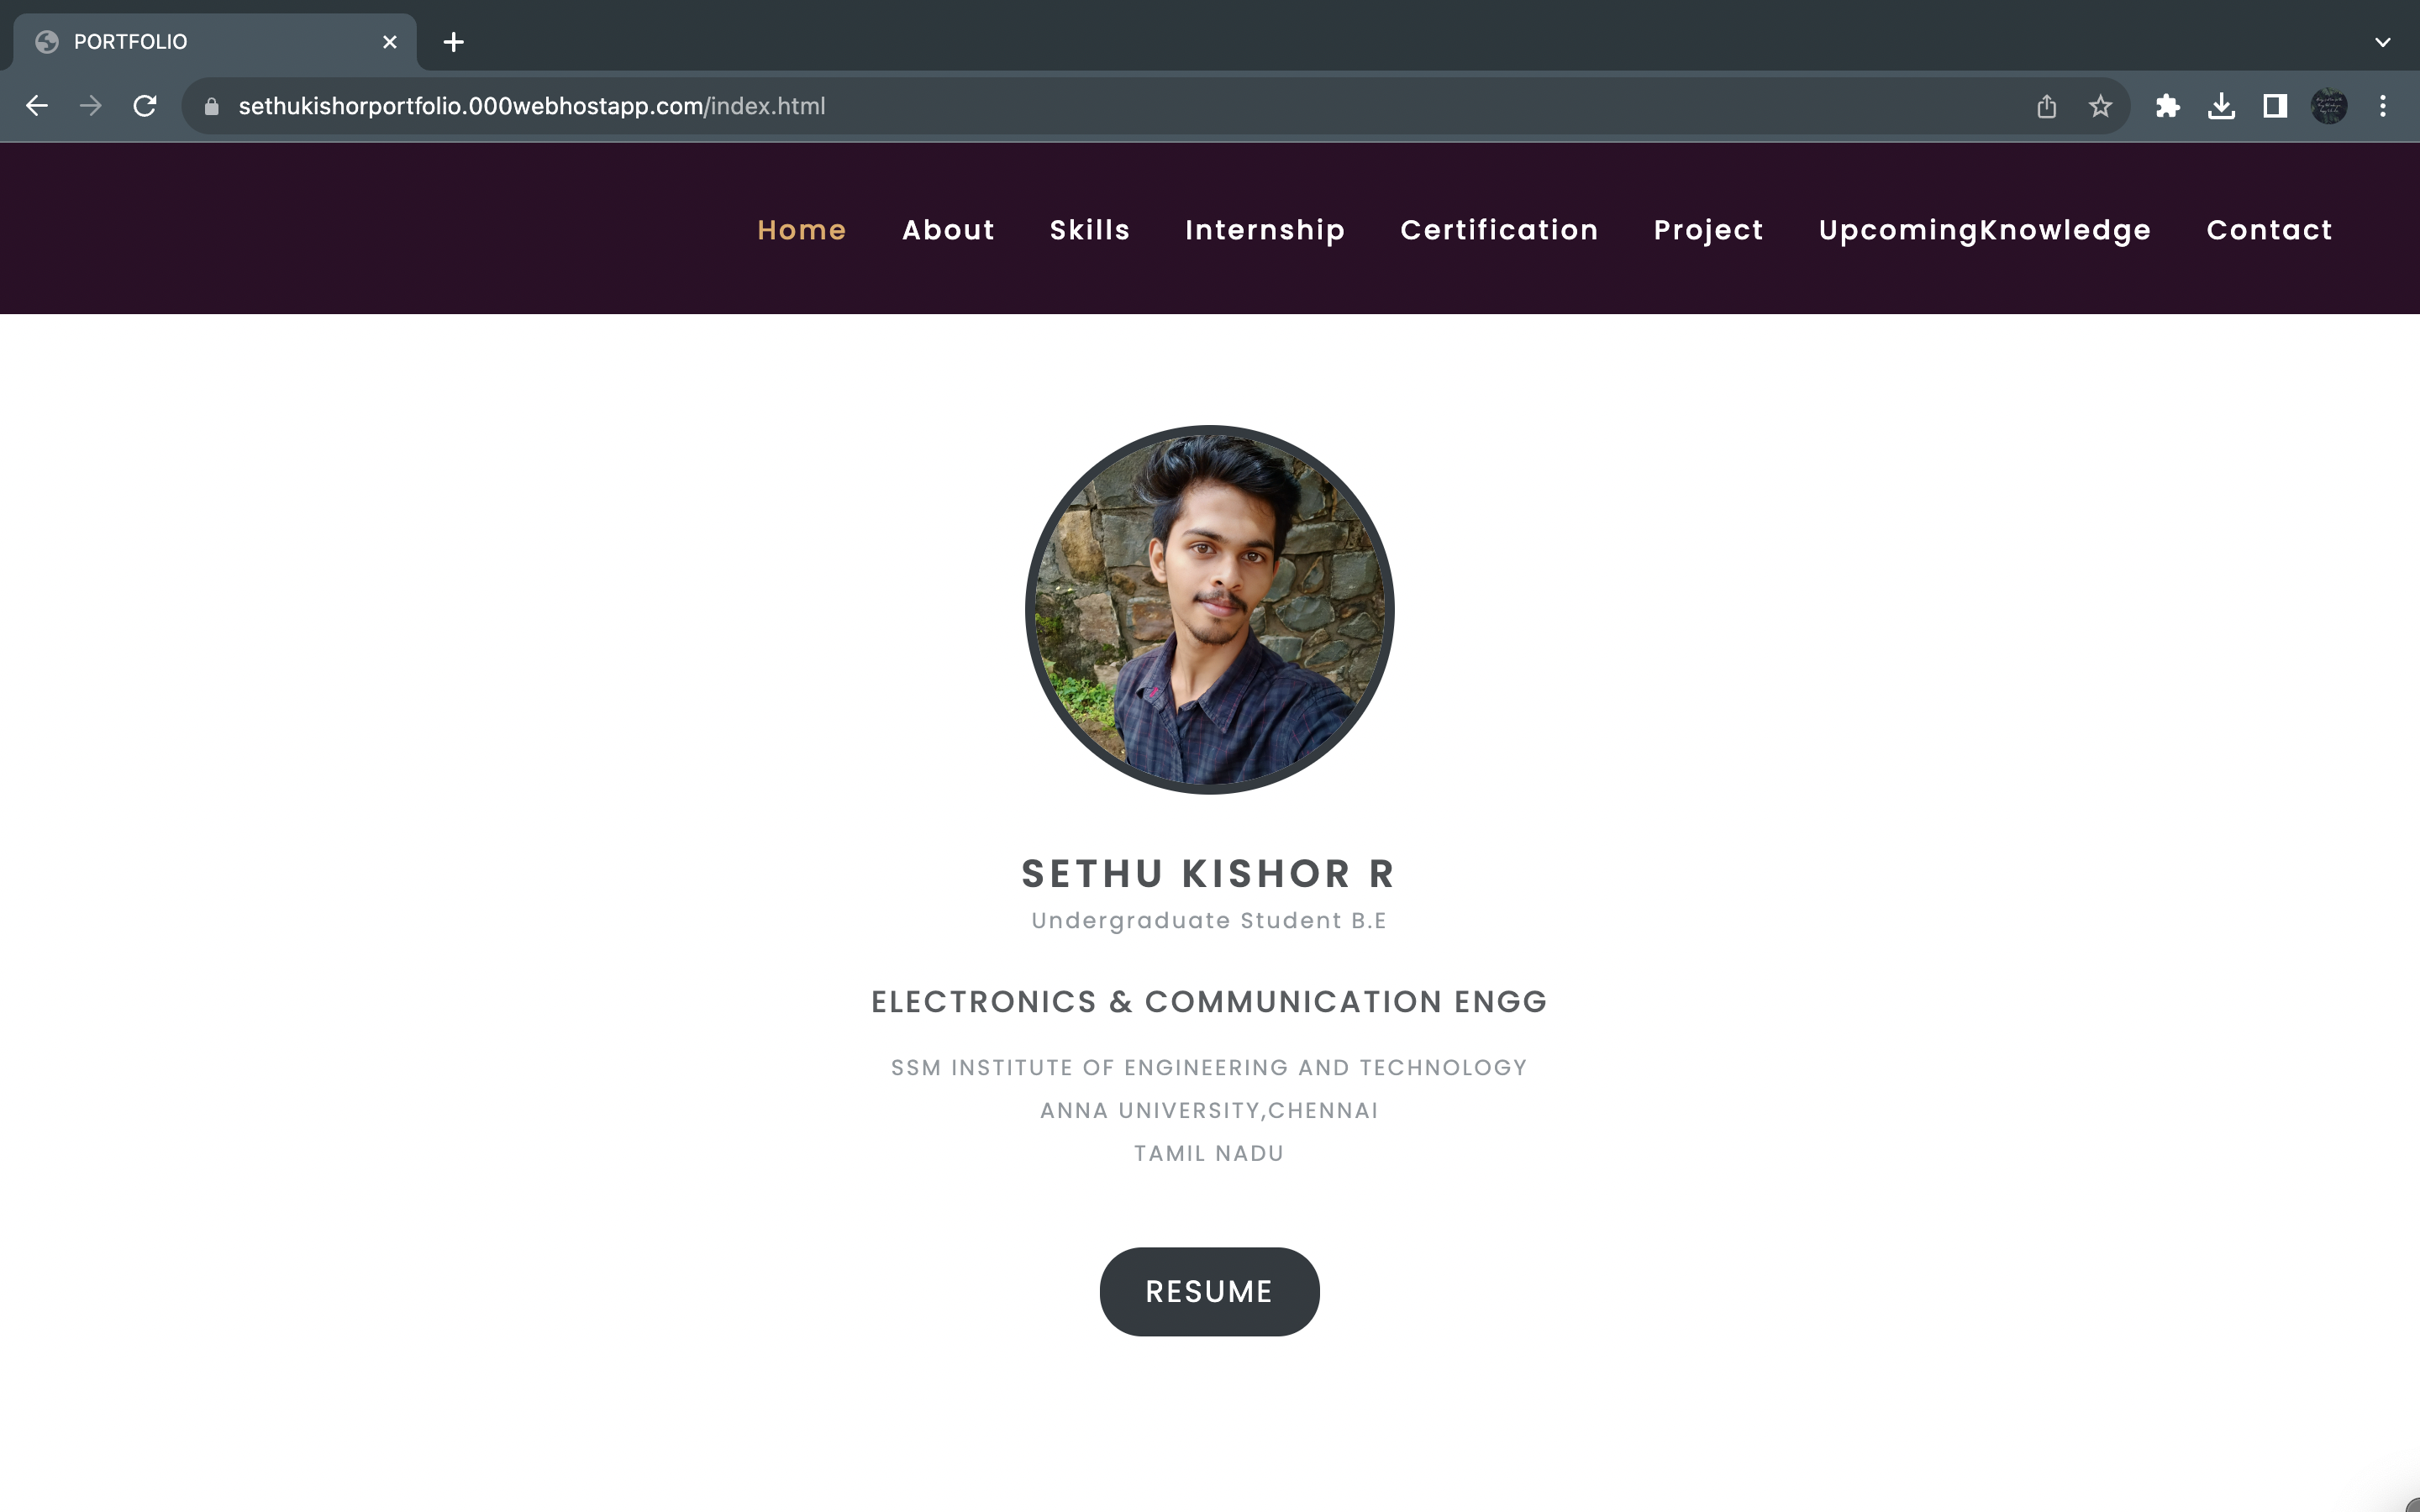 PORTFOLIO
sethukishorportfolio.000webhostapp.com/index.html
Home About Skills Internship Certification Project UpcomingKnowledge Contact
SETHU KISHOR R
Undergraduate Student B.E
ELECTRONICS & COMMUNICATION ENGG
SSM INSTITUTE OF ENGINEERING AND TECHNOLOGY
ANNA UNIVERSITY,CHENNAI
TAMIL NADU
RESUME